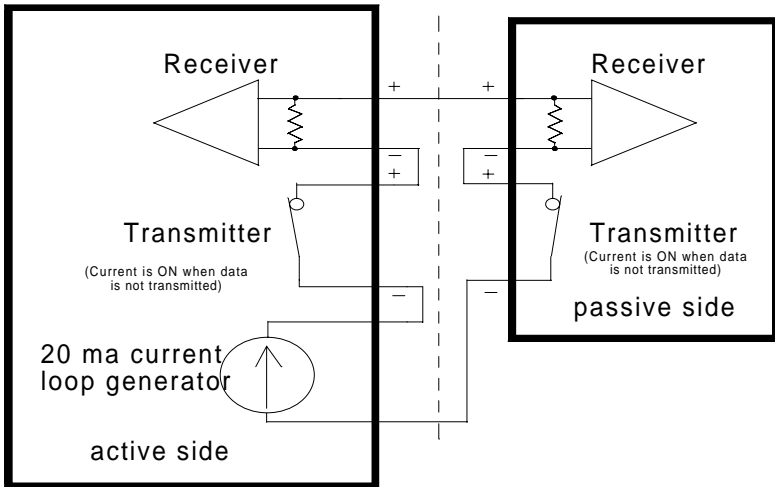 Receiver
Receiver
+
+
−
−
+
+
Transmitter
(Current is ON when data
is not transmitted)
Transmitter
(Current is ON when data
is not transmitted)
−
−
passive side
20 ma current
loop generator
active side